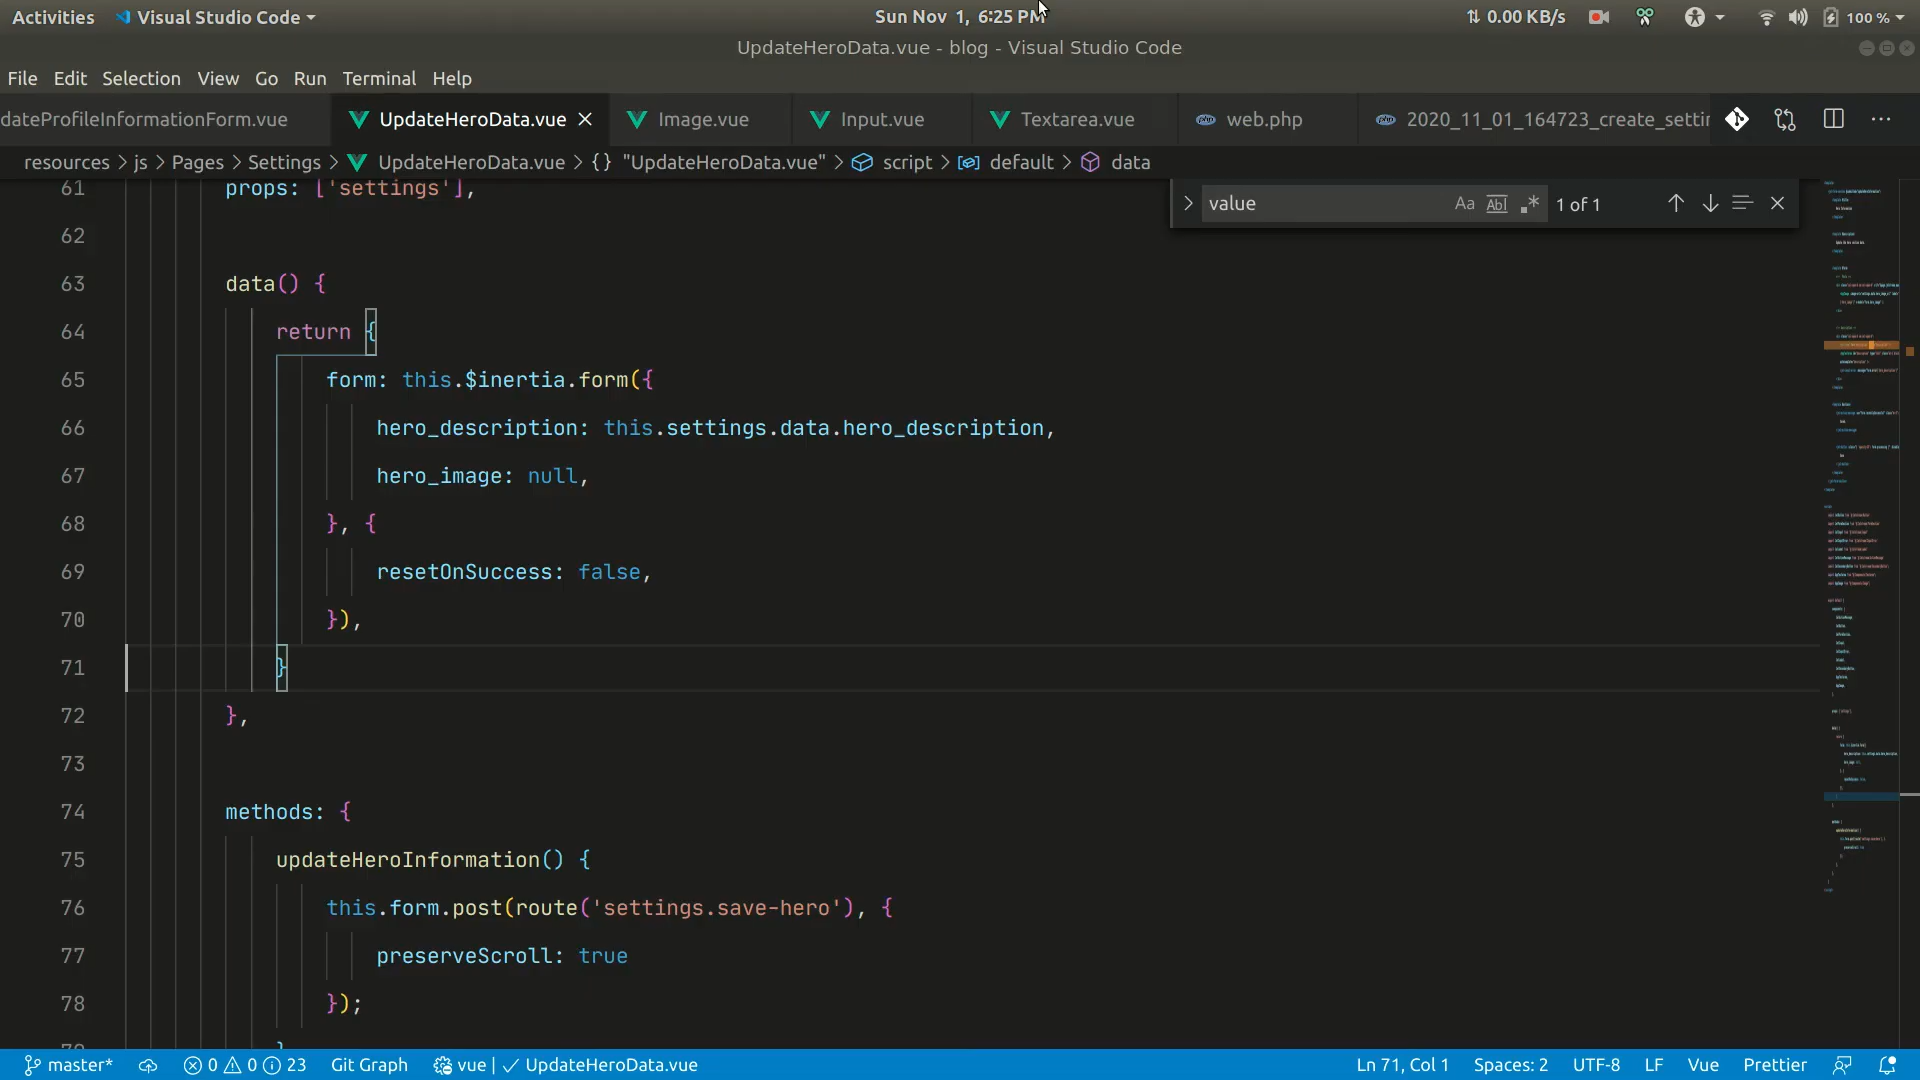 Activities Visual Studio Code Sun Nov 1, 6:25 PM 0.00 KB/s 100 %
UpdateHeroData.vue - blog - Visual Studio Code
File Edit Selection View Go Run Terminal Help
dateProfileInformationForm.vue UpdateHeroData.vue Image.vue Input.vue Textarea.vue web.php 2020_11_01_164723_create_settin
resources > js > Pages > Settings > UpdateHeroData.vue > {} "UpdateHeroData.vue" > script > default > data
value Aa Abl .* 1 of 1
61 props: ['settings'],
62
63 data() {
64 return {
65 form: this.$inertia.form({
66 hero_description: this.settings.data.hero_description,
67 hero_image: null,
68 }, {
69 resetOnSuccess: false,
70 }),
71 }
72 },
73
74 methods: {
75 updateHeroInformation() {
76 this.form.post(route('settings.save-hero'), {
77 preserveScroll: true
78 });
79 }
master* 0 0 23 Git Graph vue | UpdateHeroData.vue Ln 71, Col 1 Spaces: 2 UTF-8 LF Vue Prettier